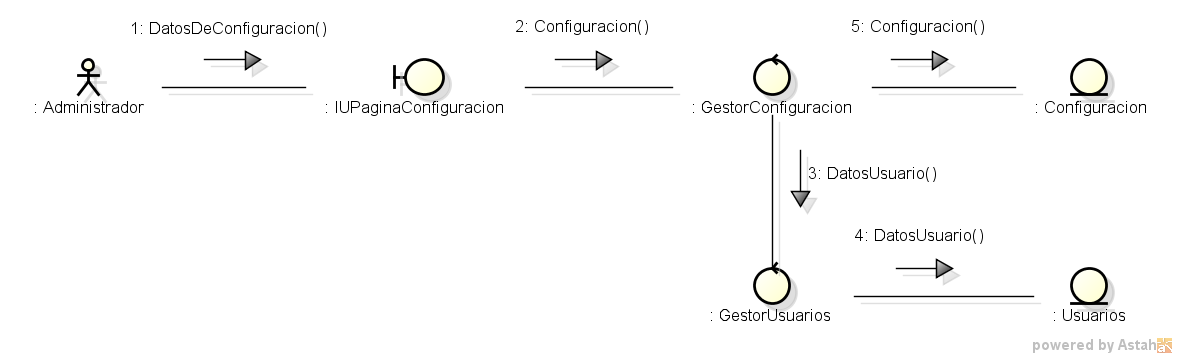 1: DatosDeConfiguracion()
2: Configuracion()
5: Configuracion()
: Administrador
: IUPaginaConfiguracion
: GestorConfiguracion
: Configuracion
3: DatosUsuario()
4: DatosUsuario()
: GestorUsuarios
: Usuarios
powered by Astah